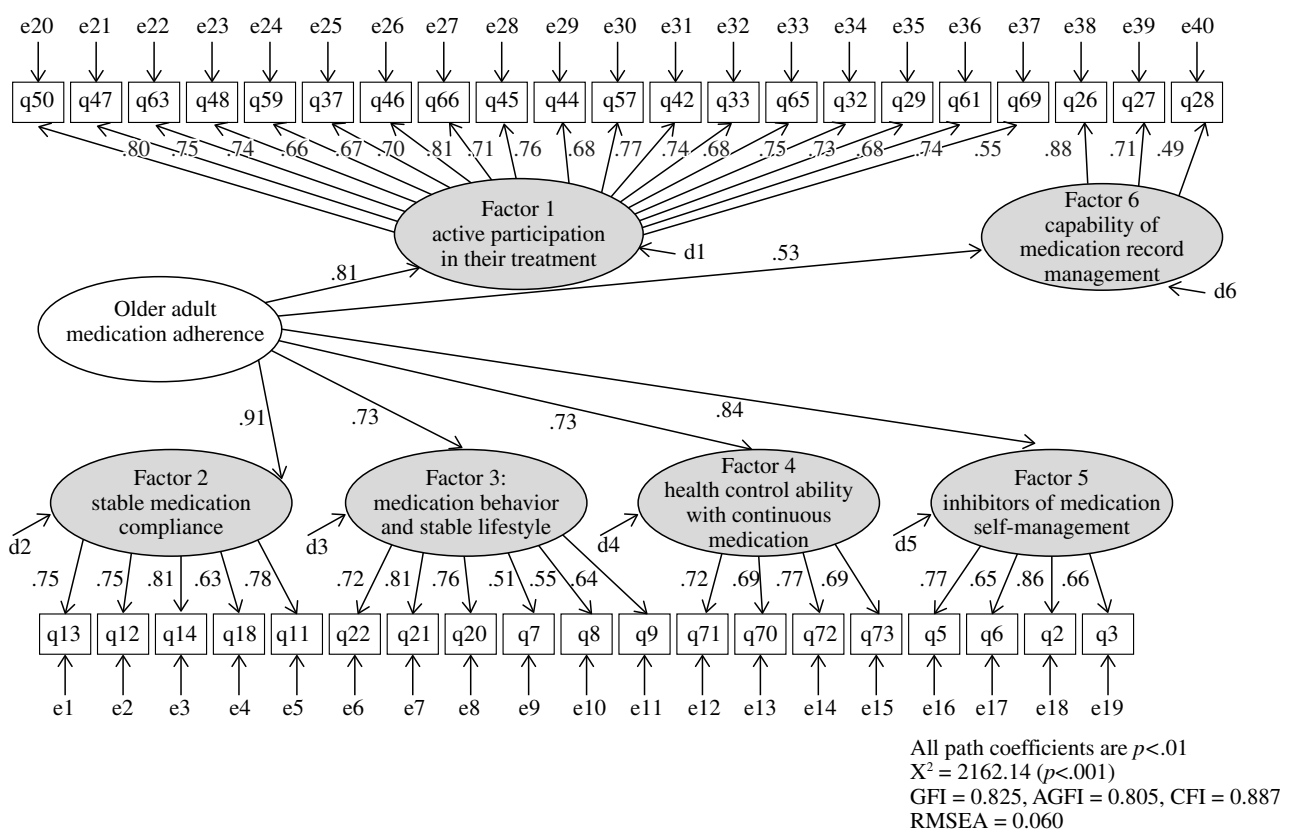 e20 e21 e22 e23 e24 e25 e26 e27 e28 e29 e30 e31 e32 e33 e34 e35 e36 e37 e38 e39 e40
q50 q47 q63 q48 q59 q37 q46 q66 q45 q44 q57 q42 q33 q65 q32 q29 q61 q69 q26 q27 q28
.80 .75 .74 .66 .67 .70 .81 .71 .76 .68 .77 .74 .68 .75 .73 .68 .74 .55 .88 .71 .49
Factor 1
active participation
in their treatment
d1
Factor 6
capability of
medication record
management
d6
.81
.53
Older adult
medication adherence
.91
.73
.73
.84
Factor 2
stable medication
compliance
d2
Factor 3:
medication behavior
and stable lifestyle
d3
Factor 4
health control ability
with continuous
medication
d4
Factor 5
inhibitors of medication
self-management
d5
.75 .75 .81 .63 .78 .72 .81 .76 .51 .55 .64 .72 .69 .77 .69 .77 .65 .86 .66
q13 q12 q14 q18 q11 q22 q21 q20 q7 q8 q9 q71 q70 q72 q73 q5 q6 q2 q3
e1 e2 e3 e4 e5 e6 e7 e8 e9 e10 e11 e12 e13 e14 e15 e16 e17 e18 e19
All path coefficients are p<.01
X² = 2162.14 (p<.001)
GFI = 0.825, AGFI = 0.805, CFI = 0.887
RMSEA = 0.060